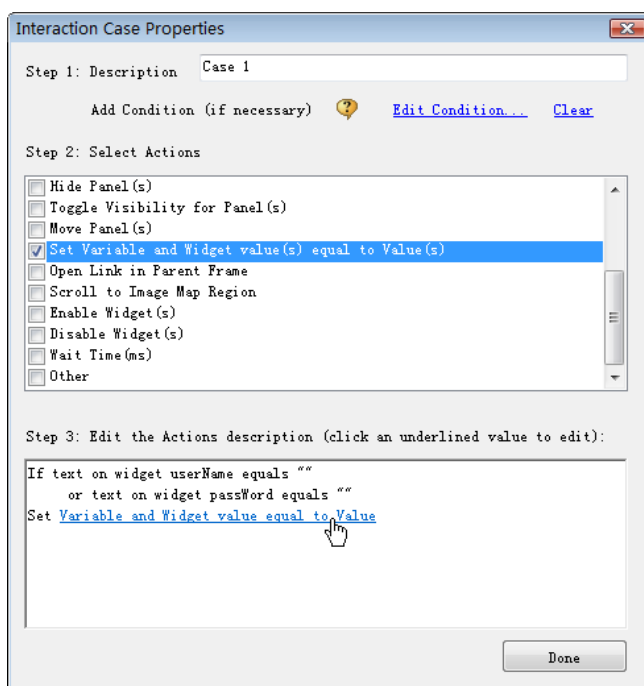 Interaction Case Properties
Step 1: Description Case 1
Add Condition (if necessary) ? Edit Condition... Clear
Step 2: Select Actions
Hide Panel(s)
Toggle Visibility for Panel(s)
Move Panel(s)
Set Variable and Widget value(s) equal to Value(s)
Open Link in Parent Frame
Scroll to Image Map Region
Enable Widget(s)
Disable Widget(s)
Wait Time(ms)
Other
Step 3: Edit the Actions description (click an underlined value to edit):
If text on widget userName equals ""
or text on widget passWord equals ""
Set Variable and Widget value equal to Value
Done